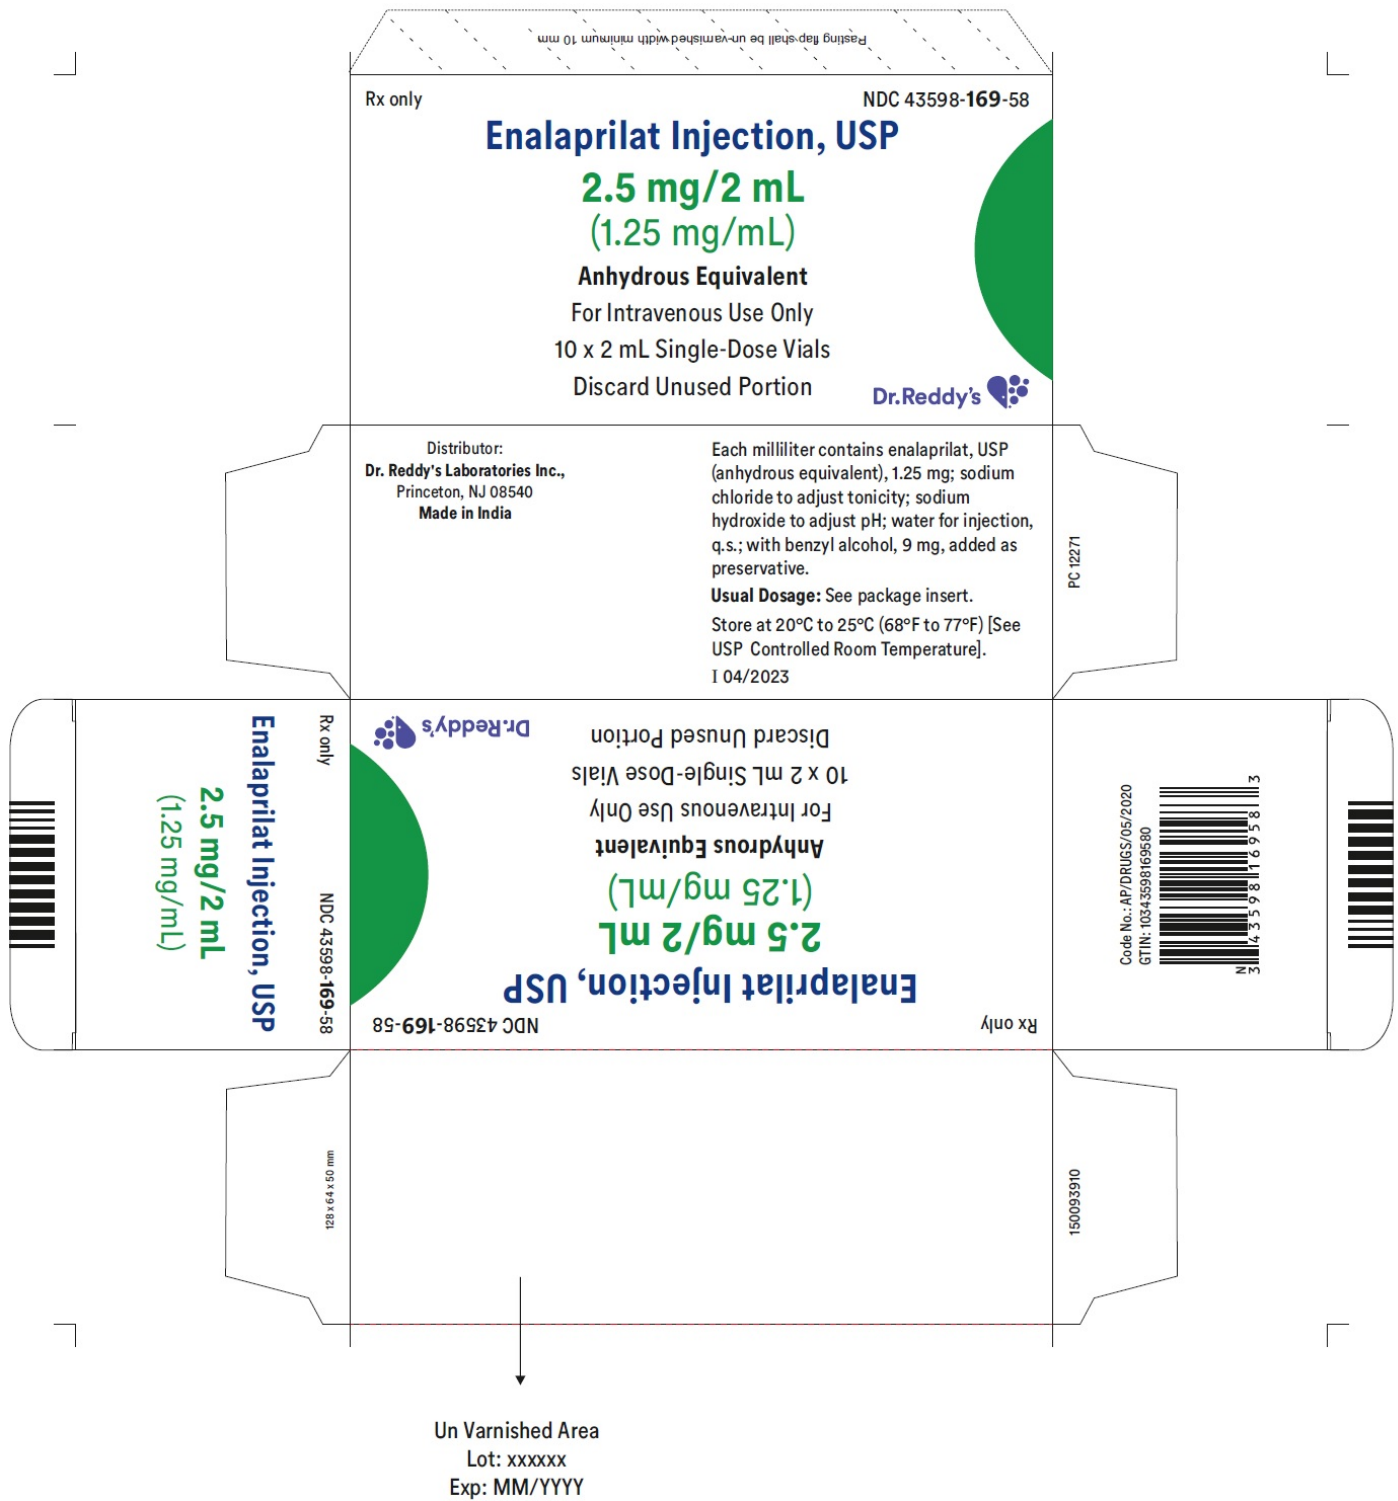 Pasting flap shall be un-varnished width minimum 10 mm
Rx only
NDC 43598-169-58
Enalaprilat Injection, USP
2.5 mg/2 mL
(1.25 mg/mL)
Anhydrous Equivalent
For Intravenous Use Only
10 x 2 mL Single-Dose Vials
Discard Unused Portion
Dr.Reddy's
Distributor:
Dr. Reddy's Laboratories Inc.,
Princeton, NJ 08540
Made in India
Each milliliter contains enalaprilat, USP
(anhydrous equivalent), 1.25 mg; sodium
chloride to adjust tonicity; sodium
hydroxide to adjust pH; water for injection,
q.s.; with benzyl alcohol, 9 mg, added as
preservative.
Usual Dosage: See package insert.
Store at 20°C to 25°C (68°F to 77°F) [See
USP Controlled Room Temperature].
I 04/2023
PC 12271
Rx only
NDC 43598-169-58
Enalaprilat Injection, USP
2.5 mg/2 mL
(1.25 mg/mL)
Rx only
NDC 43598-169-58
Enalaprilat Injection, USP
2.5 mg/2 mL
(1.25 mg/mL)
Anhydrous Equivalent
For Intravenous Use Only
10 x 2 mL Single-Dose Vials
Discard Unused Portion
Dr.Reddy's
Code No.: AP/DRUGS/05/2020
GTIN: 10343598169580
N
3 43598 16958 3
128 x 64 x 50 mm
150093910
Un Varnished Area
Lot: xxxxxx
Exp: MM/YYYY